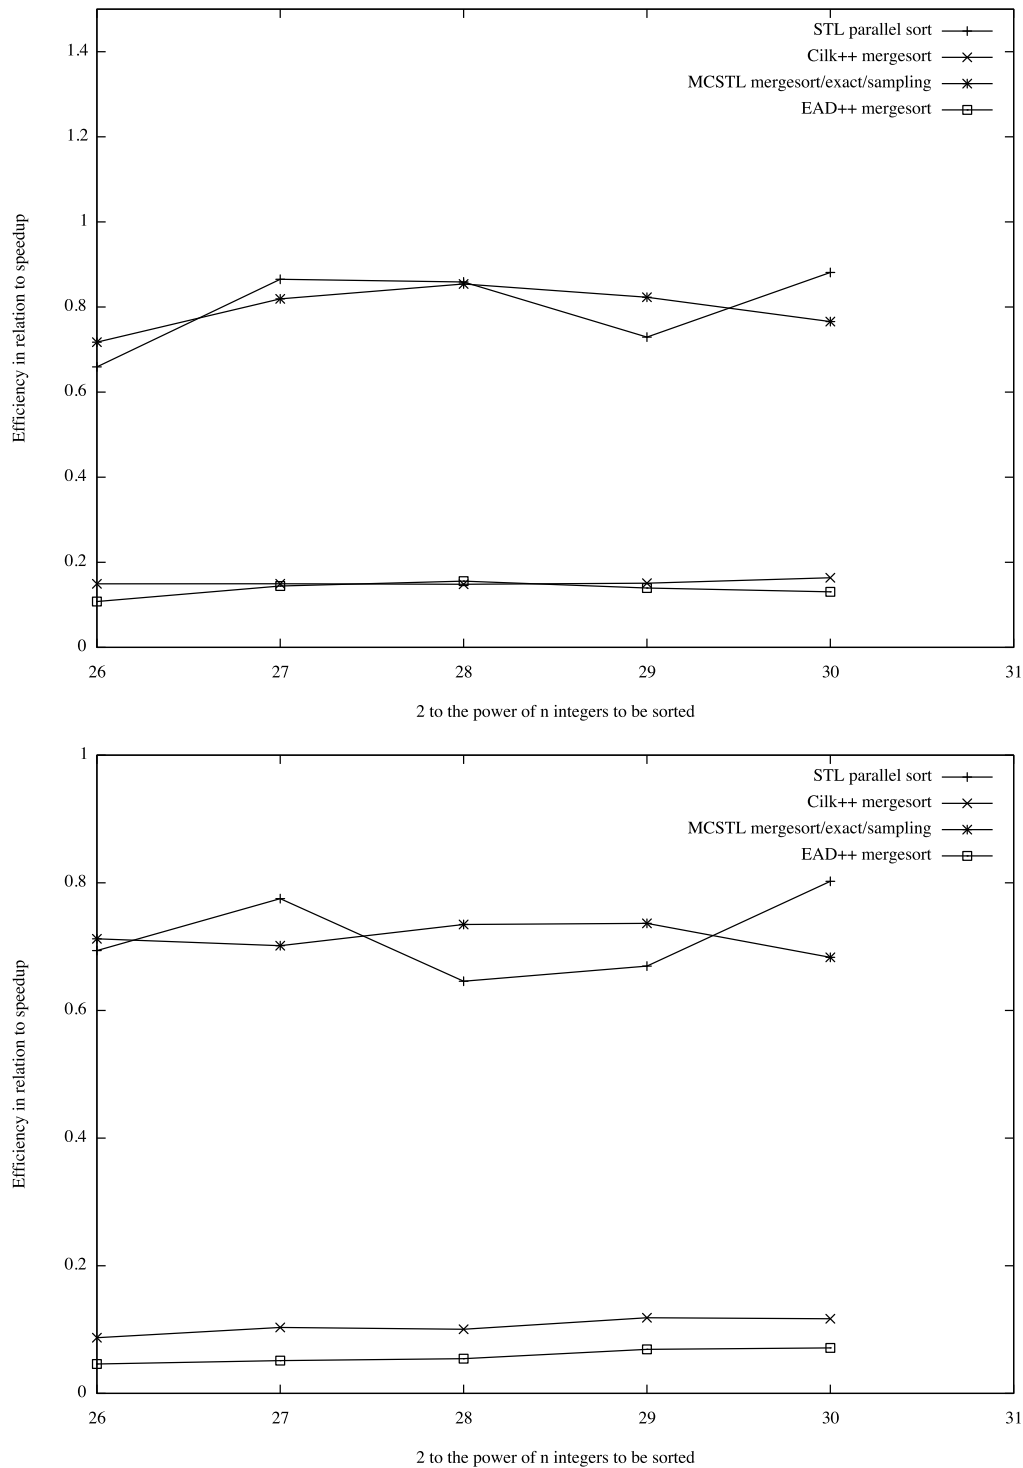 STL parallel sort
Cilk++ mergesort
MCSTL mergesort/exact/sampling
EAD++ mergesort
1.4
1.2
1
0.8
0.6
0.4
0.2
0
Efficiency in relation to speedup
26 27 28 29 30 31
2 to the power of n integers to be sorted
STL parallel sort
Cilk++ mergesort
MCSTL mergesort/exact/sampling
EAD++ mergesort
1
0.8
0.6
0.4
0.2
0
Efficiency in relation to speedup
26 27 28 29 30 31
2 to the power of n integers to be sorted